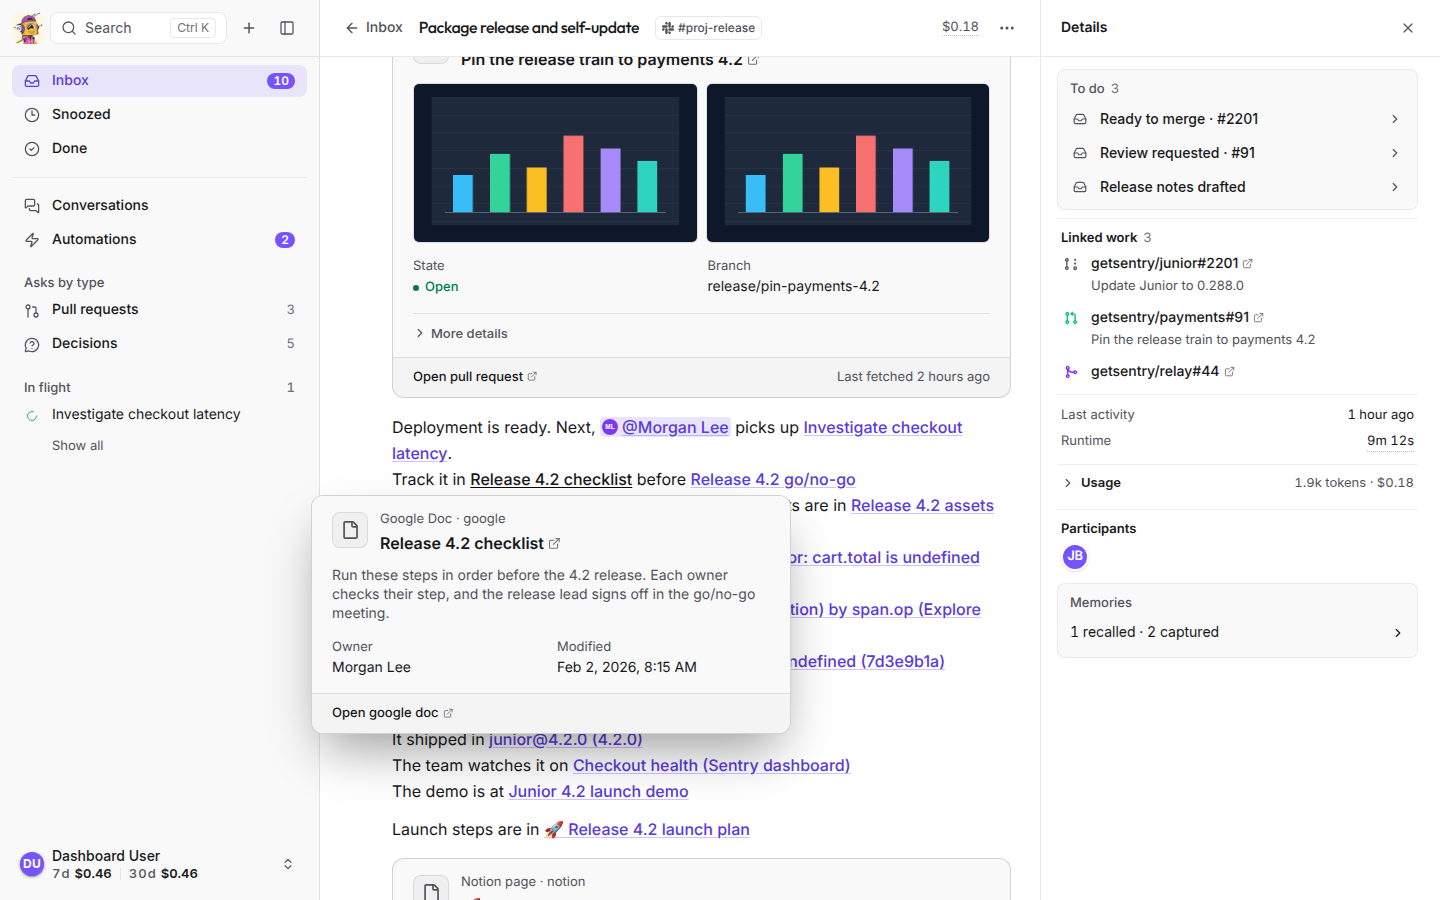 Search
Ctrl K
Inbox
10
Snoozed
Done
Conversations
Automations
2
Asks by type
Pull requests
3
Decisions
5
In flight
1
Investigate checkout latency
Show all
Dashboard User
7d $0.46
30d $0.46
DU
Inbox
Package release and self-update
#proj-release
$0.18
Pin the release train to payments 4.2
State
Open
Branch
release/pin-payments-4.2
More details
Open pull request
Last fetched 2 hours ago
Deployment is ready. Next, ML @Morgan Lee picks up Investigate checkout
latency.
Track it in Release 4.2 checklist before Release 4.2 go/no-go
s are in Release 4.2 assets
or: cart.total is undefined
tion) by span.op (Explore
ndefined (7d3e9b1a)
Google Doc · google
Release 4.2 checklist
Run these steps in order before the 4.2 release. Each owner
checks their step, and the release lead signs off in the go/no-go
meeting.
Owner
Morgan Lee
Modified
Feb 2, 2026, 8:15 AM
Open google doc
It shipped in junior@4.2.0 (4.2.0)
The team watches it on Checkout health (Sentry dashboard)
The demo is at Junior 4.2 launch demo
Launch steps are in 🚀 Release 4.2 launch plan
Notion page · notion
Details
To do 3
Ready to merge · #2201
Review requested · #91
Release notes drafted
Linked work 3
getsentry/junior#2201
Update Junior to 0.288.0
getsentry/payments#91
Pin the release train to payments 4.2
getsentry/relay#44
Last activity
1 hour ago
Runtime
9m 12s
Usage
1.9k tokens · $0.18
Participants
JB
Memories
1 recalled · 2 captured